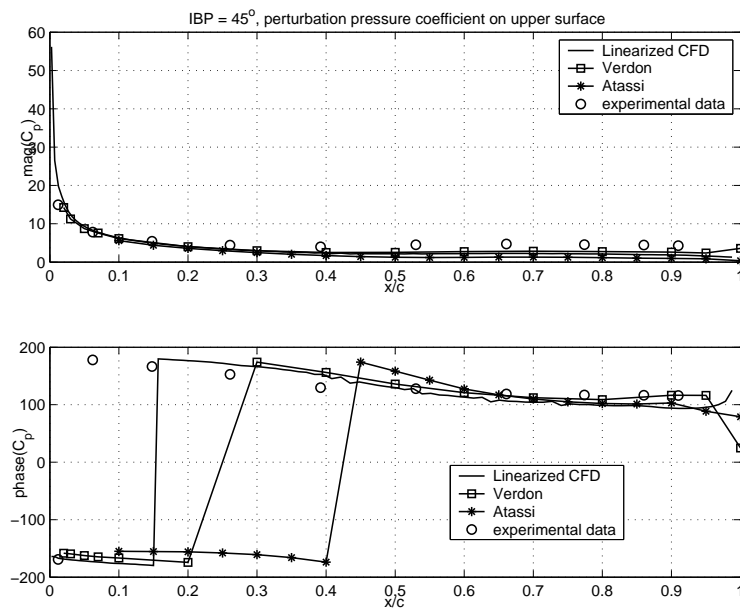 IBP = 45°, perturbation pressure coefficient on upper surface
mag(Cp)
60
50
40
30
20
10
0
Linearized CFD
Verdon
Atassi
experimental data
0 0.1 0.2 0.3 0.4 0.5 0.6 0.7 0.8 0.9 1
x/c
phase(Cp)
200
100
0
−100
−200
Linearized CFD
Verdon
Atassi
experimental data
0 0.1 0.2 0.3 0.4 0.5 0.6 0.7 0.8 0.9 1
x/c